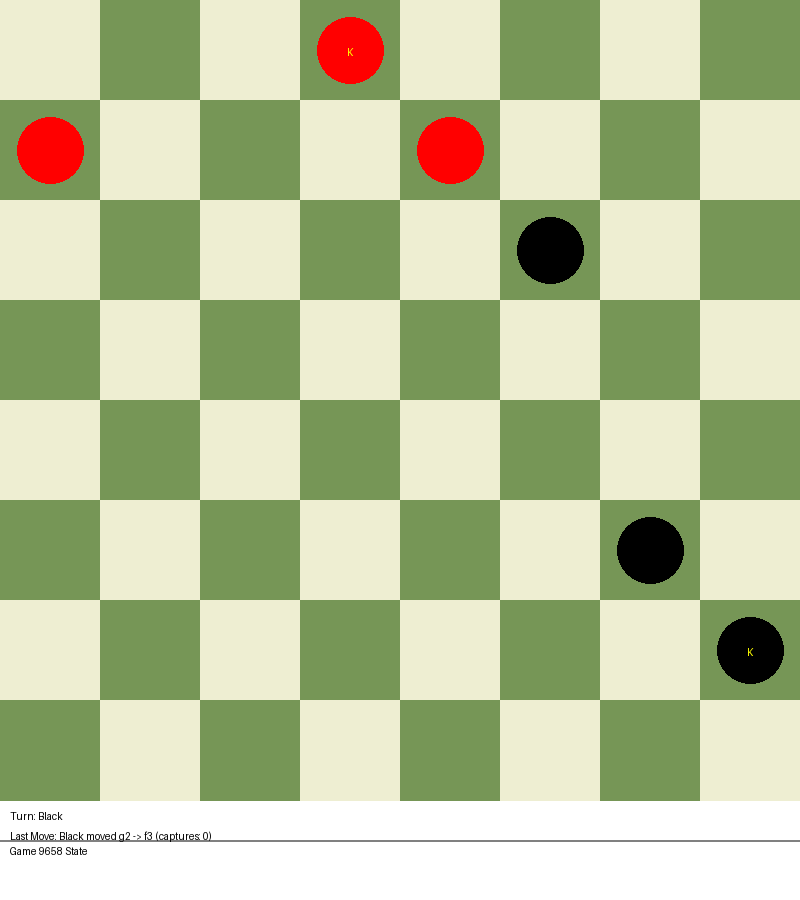 K
K
Turn: Black
Last Move: Black moved g2 -> f3 (captures: 0)
Game 9658 State